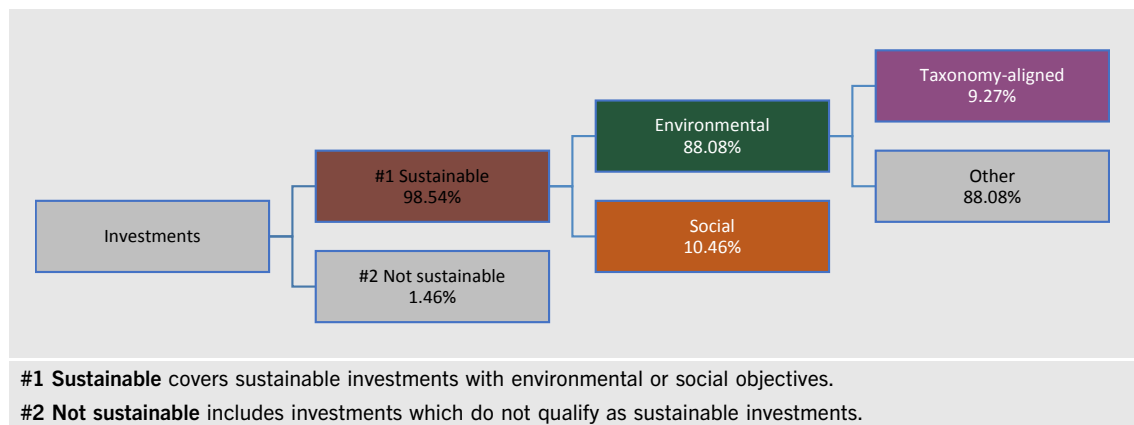 Investments
#1 Sustainable
98.54%
#2 Not sustainable
1.46%
Environmental
88.08%
Social
10.46%
Taxonomy-aligned
9.27%
Other
88.08%
#1 Sustainable covers sustainable investments with environmental or social objectives.
#2 Not sustainable includes investments which do not qualify as sustainable investments.